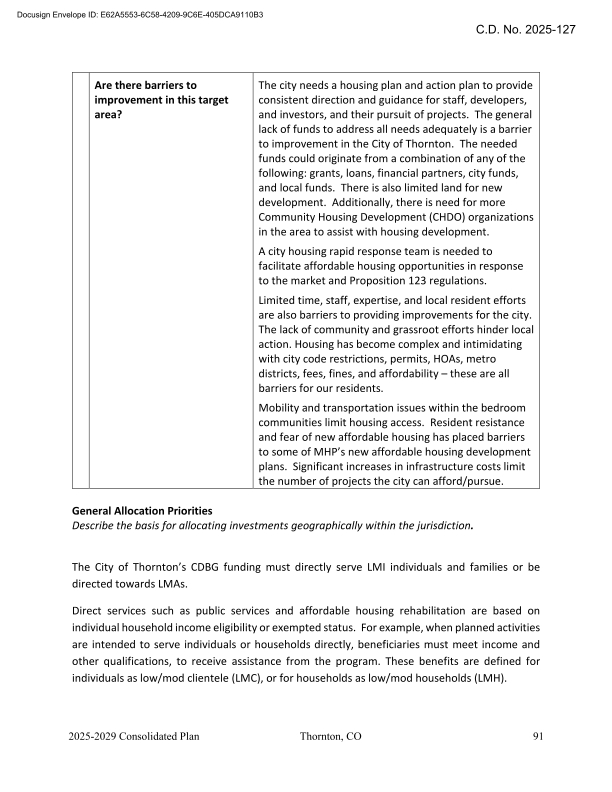 Docusign Envelope ID: E62A5553-6C58-4209-9C6E-405DCA9110B3
C.D. No. 2025-127
Are there barriers to
improvement in this target
area?
The city needs a housing plan and action plan to provide
consistent direction and guidance for staff, developers,
and investors, and their pursuit of projects.  The general
lack of funds to address all needs adequately is a barrier
to improvement in the City of Thornton.  The needed
funds could originate from a combination of any of the
following: grants, loans, financial partners, city funds,
and local funds.  There is also limited land for new
development.  Additionally, there is need for more
Community Housing Development (CHDO) organizations
in the area to assist with housing development.
A city housing rapid response team is needed to
facilitate affordable housing opportunities in response
to the market and Proposition 123 regulations.
Limited time, staff, expertise, and local resident efforts
are also barriers to providing improvements for the city.
The lack of community and grassroot efforts hinder local
action. Housing has become complex and intimidating
with city code restrictions, permits, HOAs, metro
districts, fees, fines, and affordability – these are all
barriers for our residents.
Mobility and transportation issues within the bedroom
communities limit housing access.  Resident resistance
and fear of new affordable housing has placed barriers
to some of MHP's new affordable housing development
plans.  Significant increases in infrastructure costs limit
the number of projects the city can afford/pursue.
General Allocation Priorities
Describe the basis for allocating investments geographically within the jurisdiction.
The City of Thornton's CDBG funding must directly serve LMI individuals and families or be
directed towards LMAs.
Direct services such as public services and affordable housing rehabilitation are based on
individual household income eligibility or exempted status.  For example, when planned activities
are intended to serve individuals or households directly, beneficiaries must meet income and
other qualifications, to receive assistance from the program. These benefits are defined for
individuals as low/mod clientele (LMC), or for households as low/mod households (LMH).
2025-2029 Consolidated Plan
Thornton, CO
91